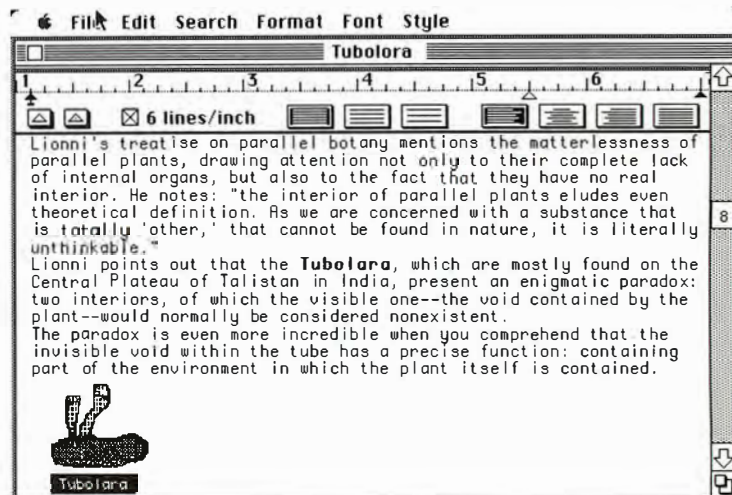 File Edit Search Format Font Style
Tubolora
1 2 3 4 5 6 7
6 lines/inch
Lionni's treatise on parallel botany mentions the matterlessness of
parallel plants, drawing attention not only to their complete lack
of internal organs, but also to the fact that they have no real
interior. He notes: "the interior of parallel plants eludes even
theoretical definition. As we are concerned with a substance that
is totally 'other,' that cannot be found in nature, it is literally
unthinkable."
Lionni points out that the Tubolara, which are mostly found on the
Central Plateau of Talistan in India, present an enigmatic paradox:
two interiors, of which the visible one--the void contained by the
plant--would normally be considered nonexistent.
The paradox is even more incredible when you comprehend that the
invisible void within the tube has a precise function: containing
part of the environment in which the plant itself is contained.
8
Tubolara